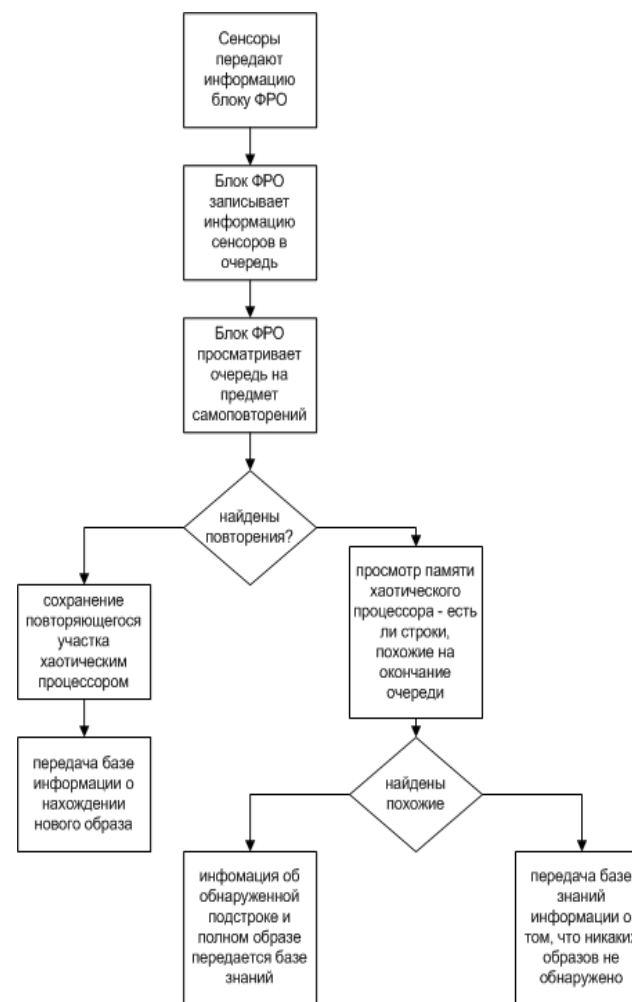 Сенсоры
передают
информацию
блоку ФРО
Блок ФРО
записывает
информацию
сенсоров в
очередь
Блок ФРО
просматривает
очередь на
предмет
самоповторений
найдены
повторения?
сохранение
повторяющегося
участка
хаотическим
процессором
просмотр памяти
хаотического
процессора - есть
ли строки,
похожие на
окончание
очереди
передача базе
информации о
нахождении
нового образа
найдены
похожие
инфомация об
обнаруженной
подстроке и
полном образе
передается базе
знаний
передача базе
знаний
информации о
том, что никаких
образов не
обнаружено